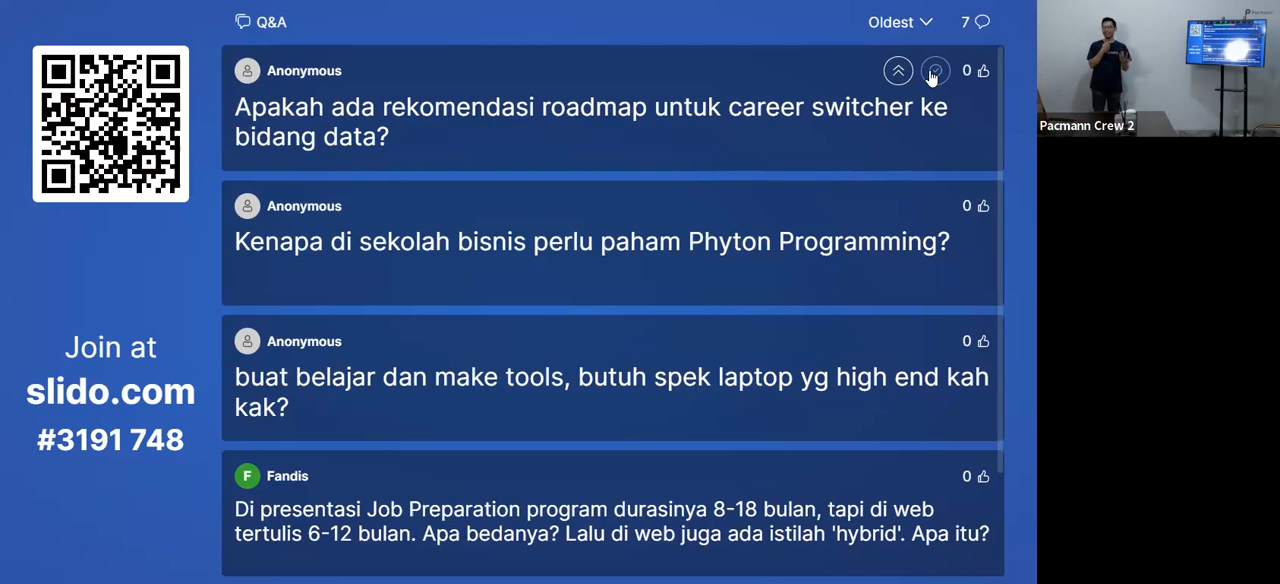 Q&A
Oldest
7
Anonymous
0
Apakah ada rekomendasi roadmap untuk career switcher ke
bidang data?
Anonymous
0
Kenapa di sekolah bisnis perlu paham Phyton Programming?
Anonymous
0
buat belajar dan make tools, butuh spek laptop yg high end kah
kak?
F
Fandis
0
Di presentasi Job Preparation program durasinya 8-18 bulan, tapi di web
tertulis 6-12 bulan. Apa bedanya? Lalu di web juga ada istilah 'hybrid'. Apa itu?
Join at
slido.com
#3191 748
Pacmann
Pacmann Crew 2